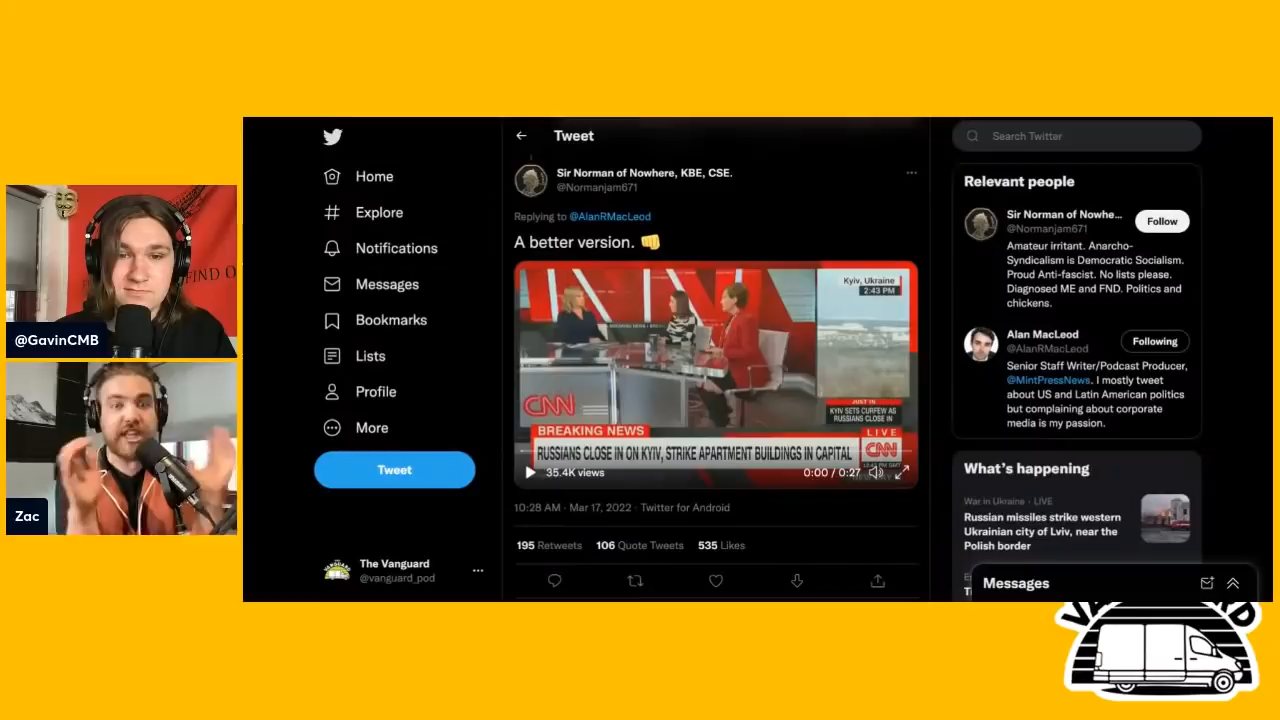 FIND O
@GavinCMB
Zac
Home
Explore
Notifications
Messages
Bookmarks
Lists
Profile
More
Tweet
The Vanguard
@vanguard_pod
Tweet
Sir Norman of Nowhere, KBE, CSE.
@Normanjam671
Replying to @AlanRMacLeod
A better version. 👊
Kyiv, Ukraine
2:43 PM
CNN
JUST IN
KYIV SETS CURFEW AS
RUSSIANS CLOSE IN
BREAKING NEWS
LIVE
RUSSIANS CLOSE IN ON KYIV, STRIKE APARTMENT BUILDINGS IN CAPITAL
CNN
35.4K views
0:00 / 0:27
10:28 AM · Mar 17, 2022 · Twitter for Android
195 Retweets 106 Quote Tweets 535 Likes
Search Twitter
Relevant people
Sir Norman of Nowhe...
@Normanjam671
Follow
Amateur irritant. Anarcho-
Syndicalism is Democratic Socialism.
Proud Anti-fascist. No lists please.
Diagnosed ME and FND. Politics and
chickens.
Alan MacLeod
@AlanRMacLeod
Following
Senior Staff Writer/Podcast Producer,
@MintPressNews. I mostly tweet
about US and Latin American politics
but complaining about corporate
media is my passion.
What's happening
War in Ukraine · LIVE
Russian missiles strike western
Ukrainian city of Lviv, near the
Polish border
Messages